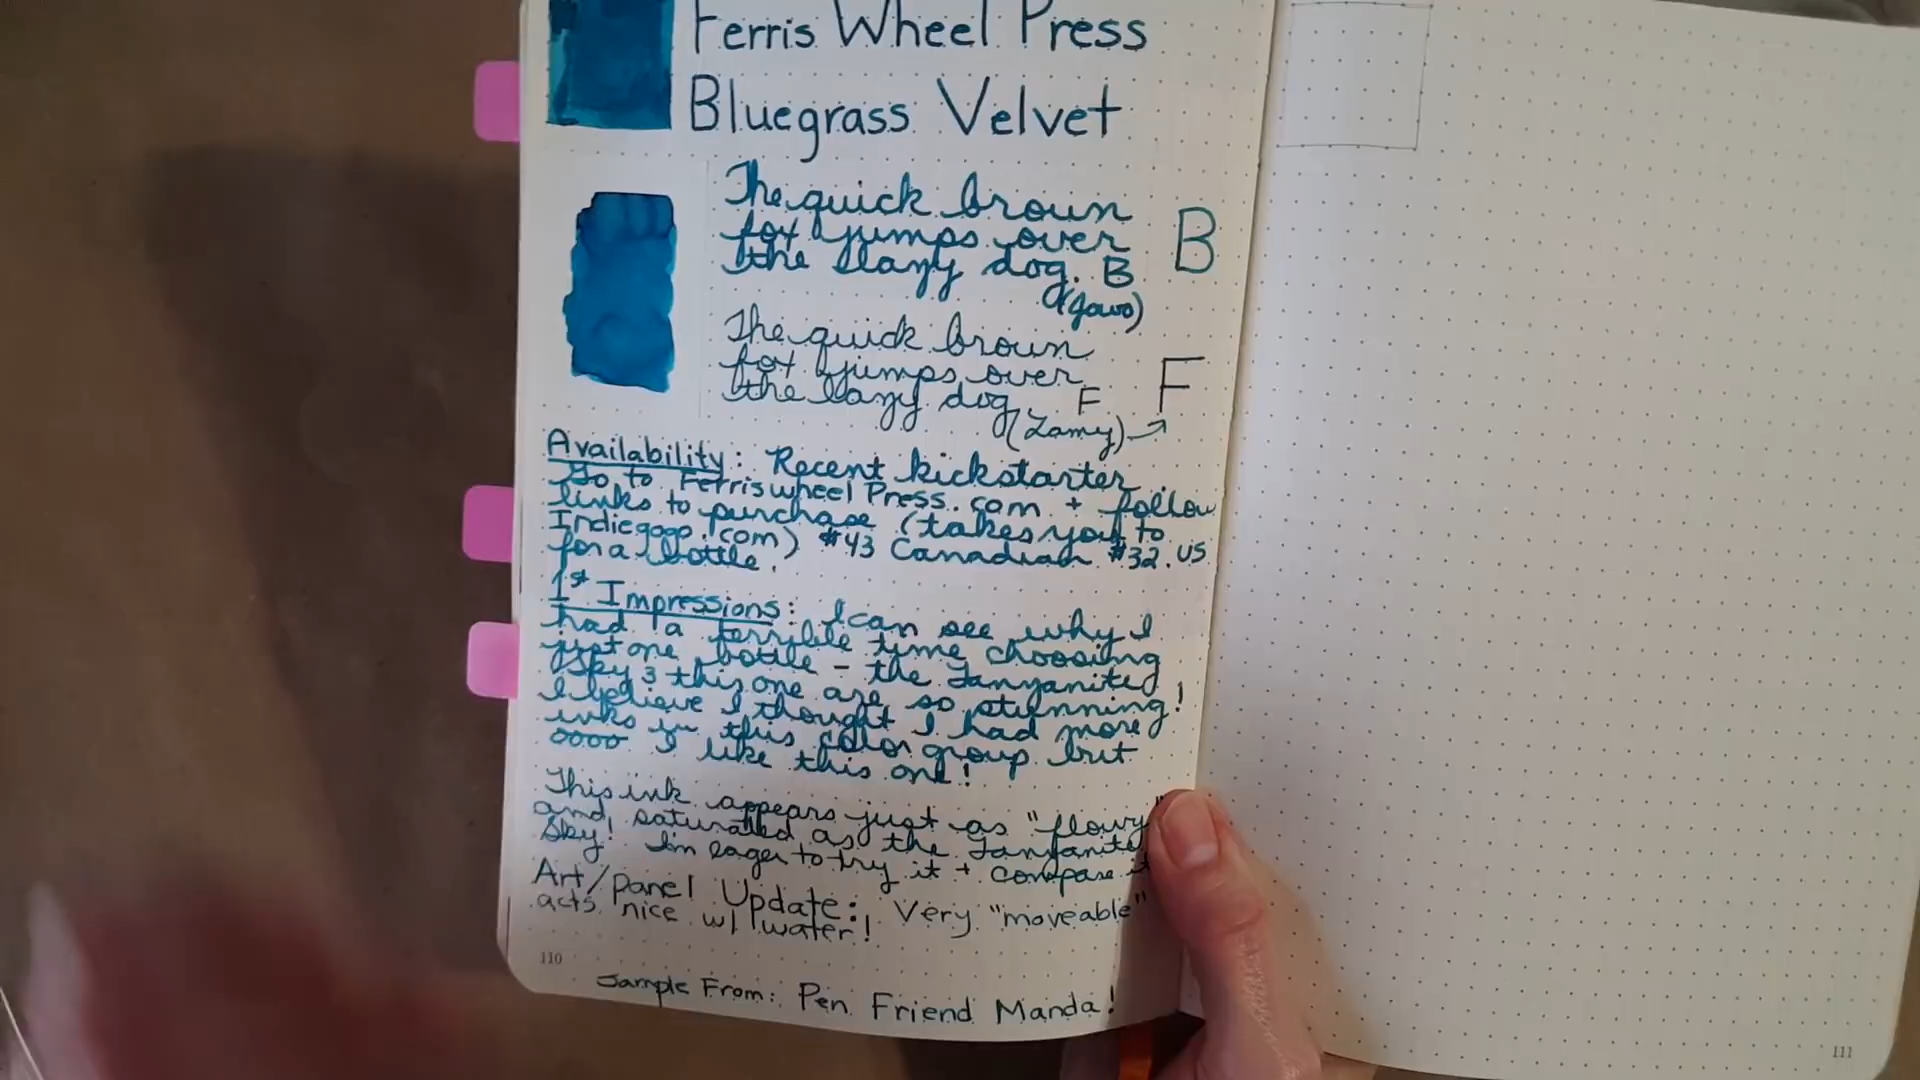 Ferris Wheel Press
Bluegrass Velvet
The quick brown
fox jumps over
the lazy dog. B
(Jowo)
B
The quick brown
fox jumps over
the lazy dog F
(Lamy)→
F
Availability: Recent kickstarter
Go to Ferriswheel Press.com + follow
links to purchase (takes you to
Indiegogo.com) $43 Canadian $32. US
for a bottle.
1st Impressions: I can see why I
had a terrible time choosing
just one bottle - the Tanzanite
Sky & this one are so stunning!
I believe I thought I had more
inks in this color group but
I like this one!
This ink appears just as "flowy"
and saturated as the Tanzanite
Sky! I'm eager to try it + compare it
Art/panel Update: Very "moveable"
acts nice w/ water!
110
Sample From: Pen Friend Manda!
111